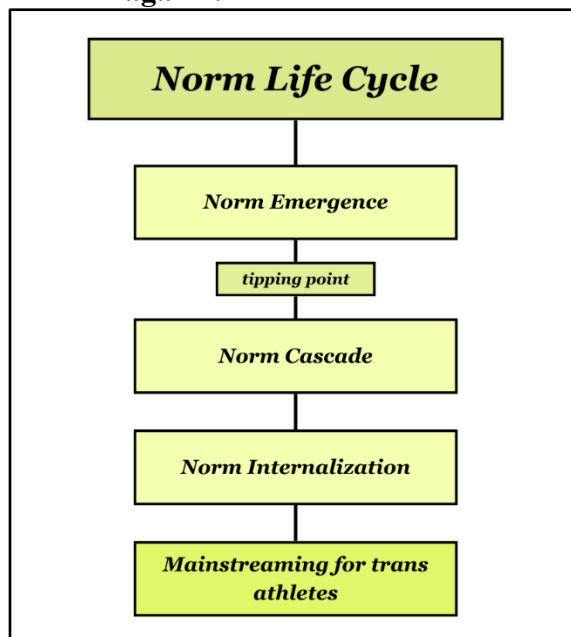 Norm Life Cycle
Norm Emergence
tipping point
Norm Cascade
Norm Internalization
Mainstreaming for trans
athletes